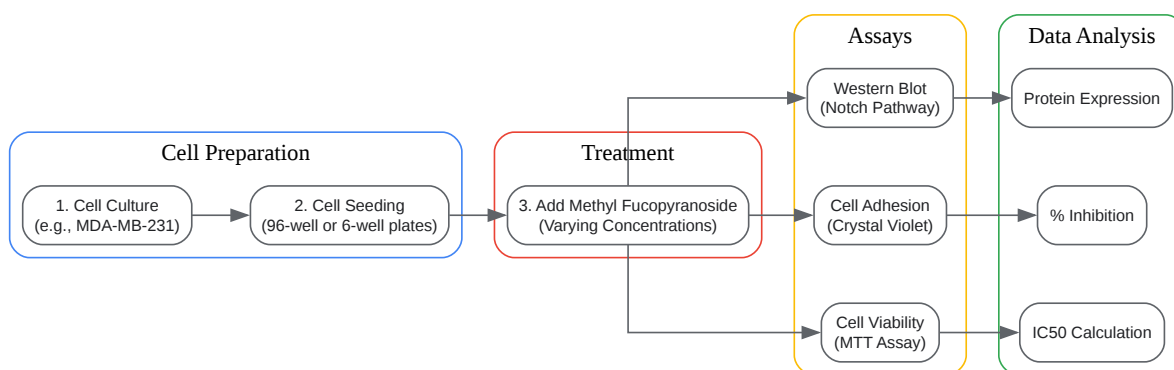 Cell Preparation
1. Cell Culture
(e.g., MDA-MB-231)
2. Cell Seeding
(96-well or 6-well plates)
Treatment
3. Add Methyl Fucopyranoside
(Varying Concentrations)
Assays
Western Blot
(Notch Pathway)
Cell Adhesion
(Crystal Violet)
Cell Viability
(MTT Assay)
Data Analysis
Protein Expression
% Inhibition
IC50 Calculation